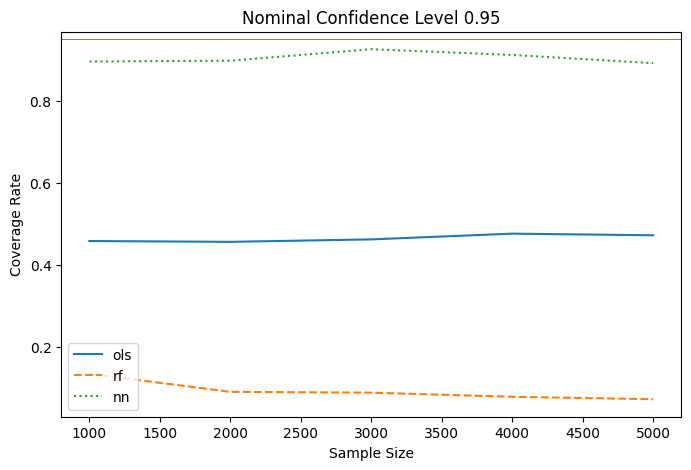 Nominal Confidence Level 0.95
Coverage Rate
0.8
0.6
0.4
0.2
ols
rf
nn
1000 1500 2000 2500 3000 3500 4000 4500 5000
Sample Size